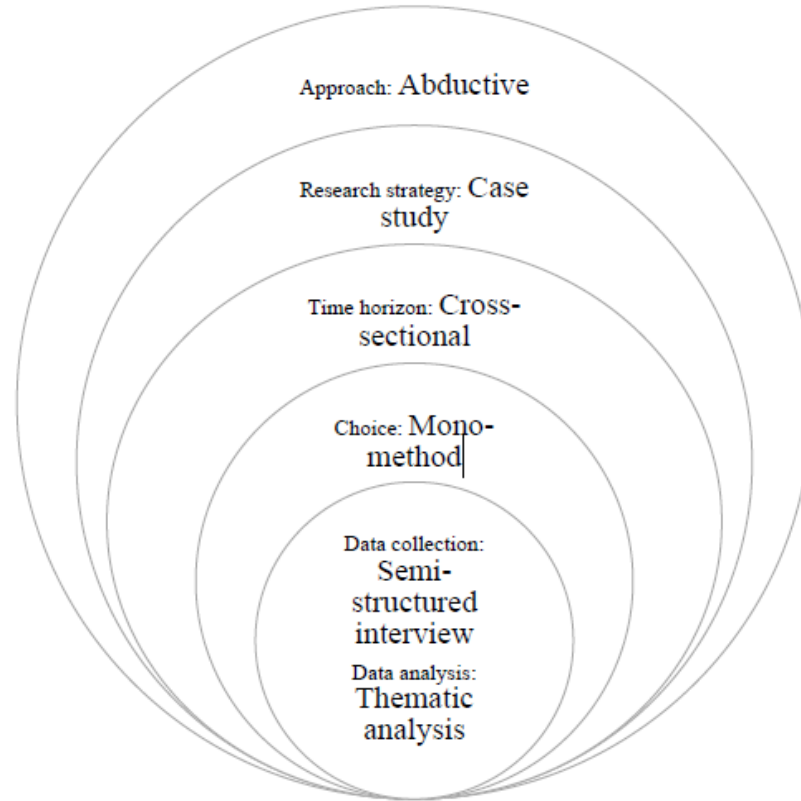 Approach: Abductive
Research strategy: Case
study
Time horizon: Cross-
sectional
Choice: Mono-
method
Data collection:
Semi-
structured
interview
Data analysis:
Thematic
analysis